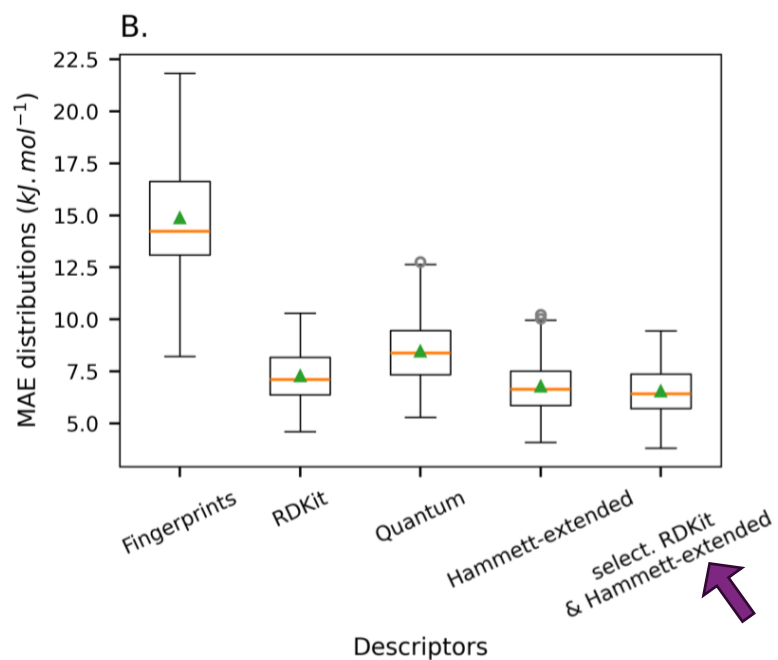 B.
MAE distributions (kJ.mol⁻¹)
22.5
20.0
17.5
15.0
12.5
10.0
7.5
5.0
Fingerprints
RDKit
Quantum
Hammett-extended
select. RDKit
& Hammett-extended
Descriptors